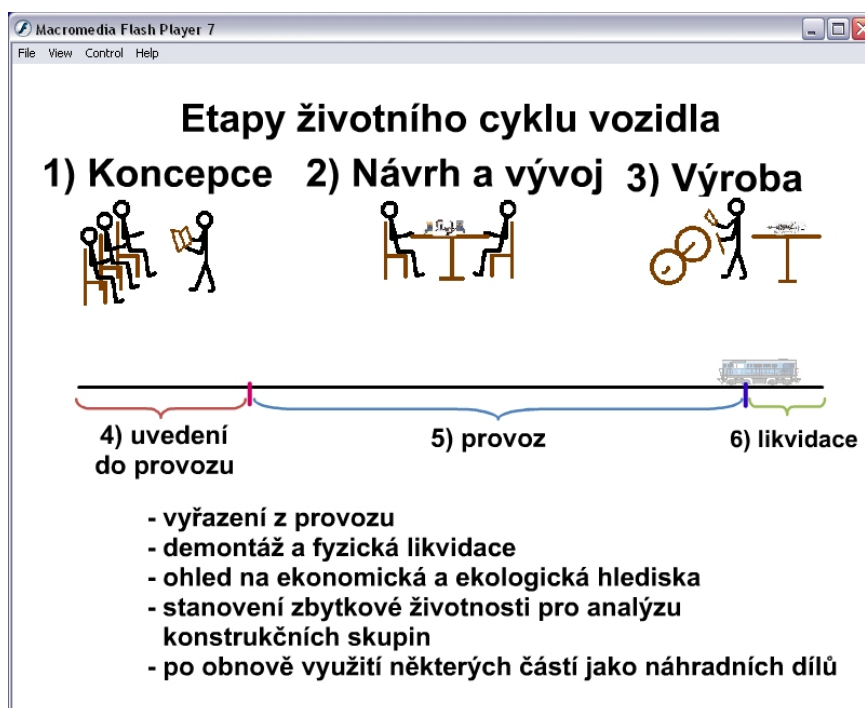 Macromedia Flash Player 7
File View Control Help
Etapy životního cyklu vozidla
1) Koncepce 2) Návrh a vývoj 3) Výroba
4) uvedení
do provozu
5) provoz
6) likvidace
- vyřazení z provozu
- demontáž a fyzická likvidace
- ohled na ekonomická a ekologická hlediska
- stanovení zbytkové životnosti pro analýzu
konstrukčních skupin
- po obnově využití některých částí jako náhradních dílů